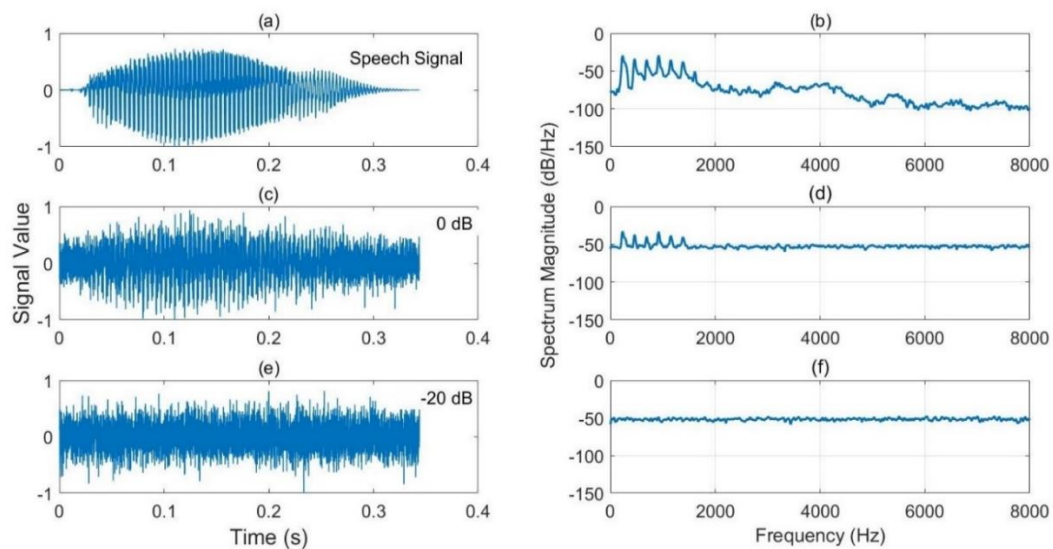 (a)
1
0
-1
0 0.1 0.2 0.3 0.4
Speech Signal
(b)
0
-50
-100
-150
0 2000 4000 6000 8000
(c)
1
0
-1
0 0.1 0.2 0.3 0.4
0 dB
(d)
0
-50
-100
-150
0 2000 4000 6000 8000
(e)
1
0
-1
0 0.1 0.2 0.3 0.4
-20 dB
(f)
0
-50
-100
-150
0 2000 4000 6000 8000
Signal Value
Time (s)
Spectrum Magnitude (dB/Hz)
Frequency (Hz)